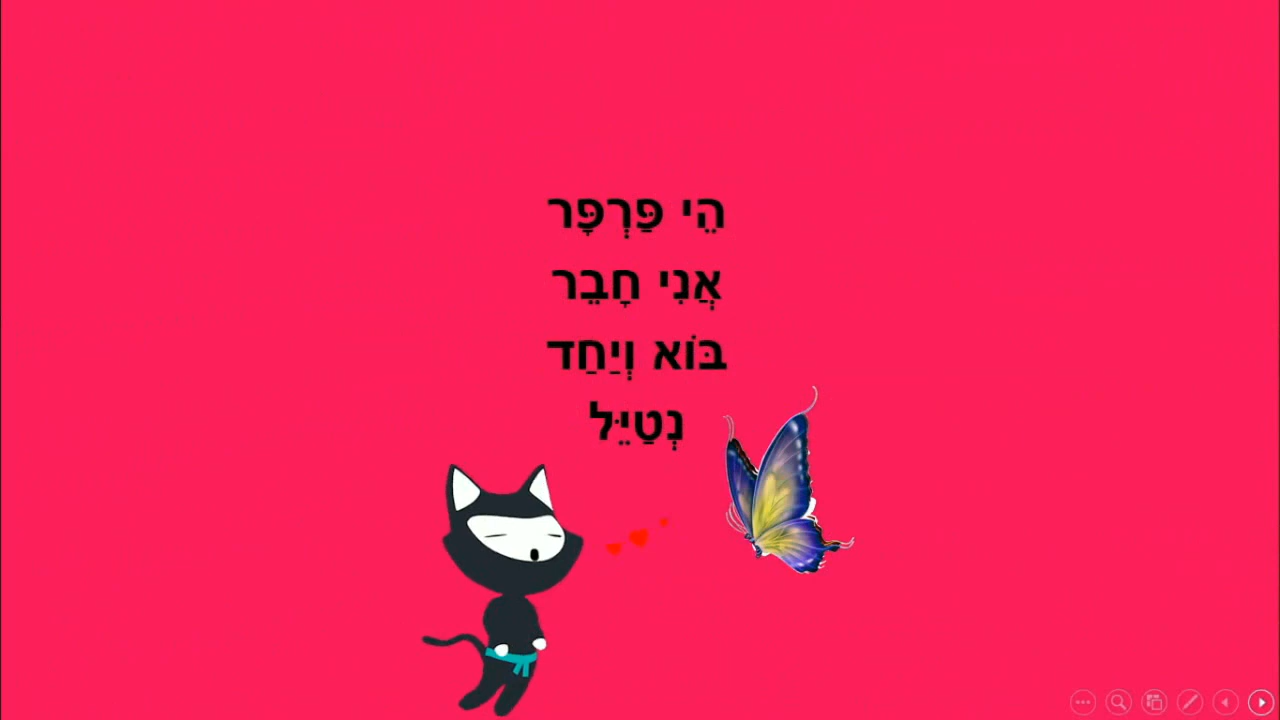 הֵי פַּרְפָּר
אֲנִי חָבֵר
בּוֹא וְיַחַד
נְטַיֵּל